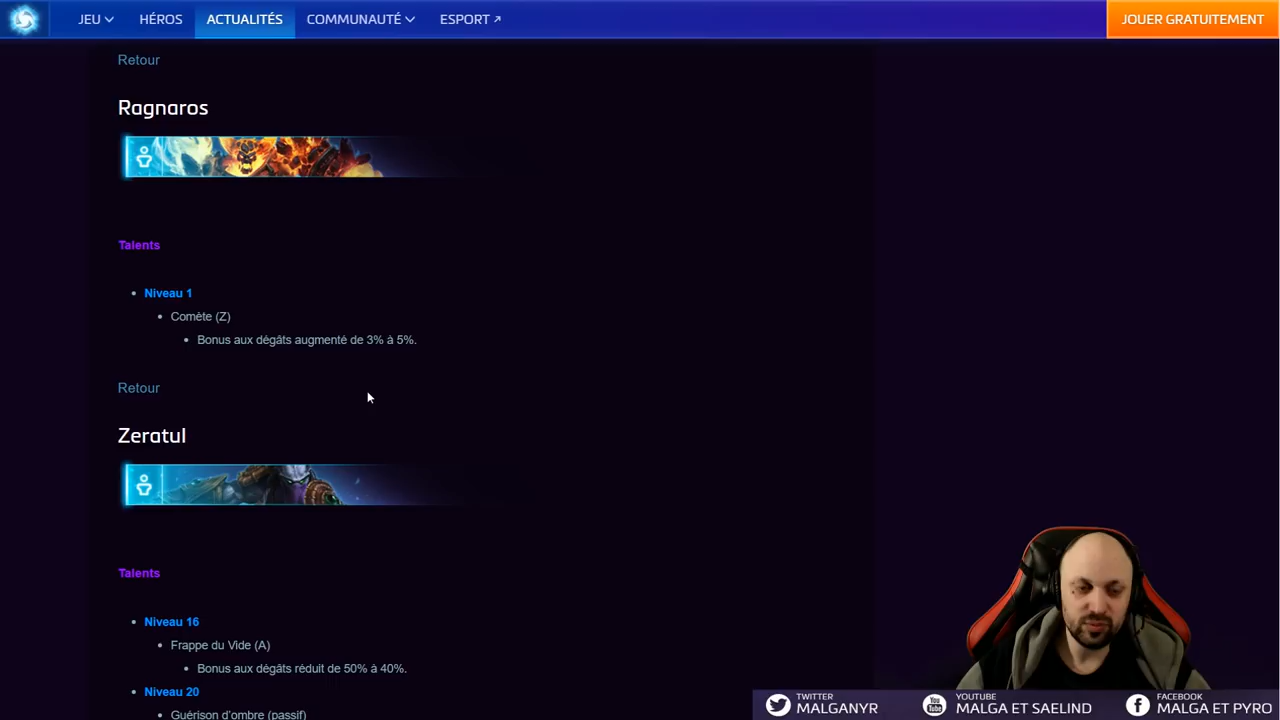 JEU HÉROS ACTUALITÉS COMMUNAUTÉ ESPORT ↗ JOUER GRATUITEMENT
Retour
Ragnaros
Talents
• Niveau 1
• Comète (Z)
• Bonus aux dégâts augmenté de 3% à 5%.
Retour
Zeratul
Talents
• Niveau 16
• Frappe du Vide (A)
• Bonus aux dégâts réduit de 50% à 40%.
• Niveau 20
• Guérison d'ombre (passif)
TWITTER
MALGANYR
YOUTUBE
MALGA ET SAELIND
FACEBOOK
MALGA ET PYRO